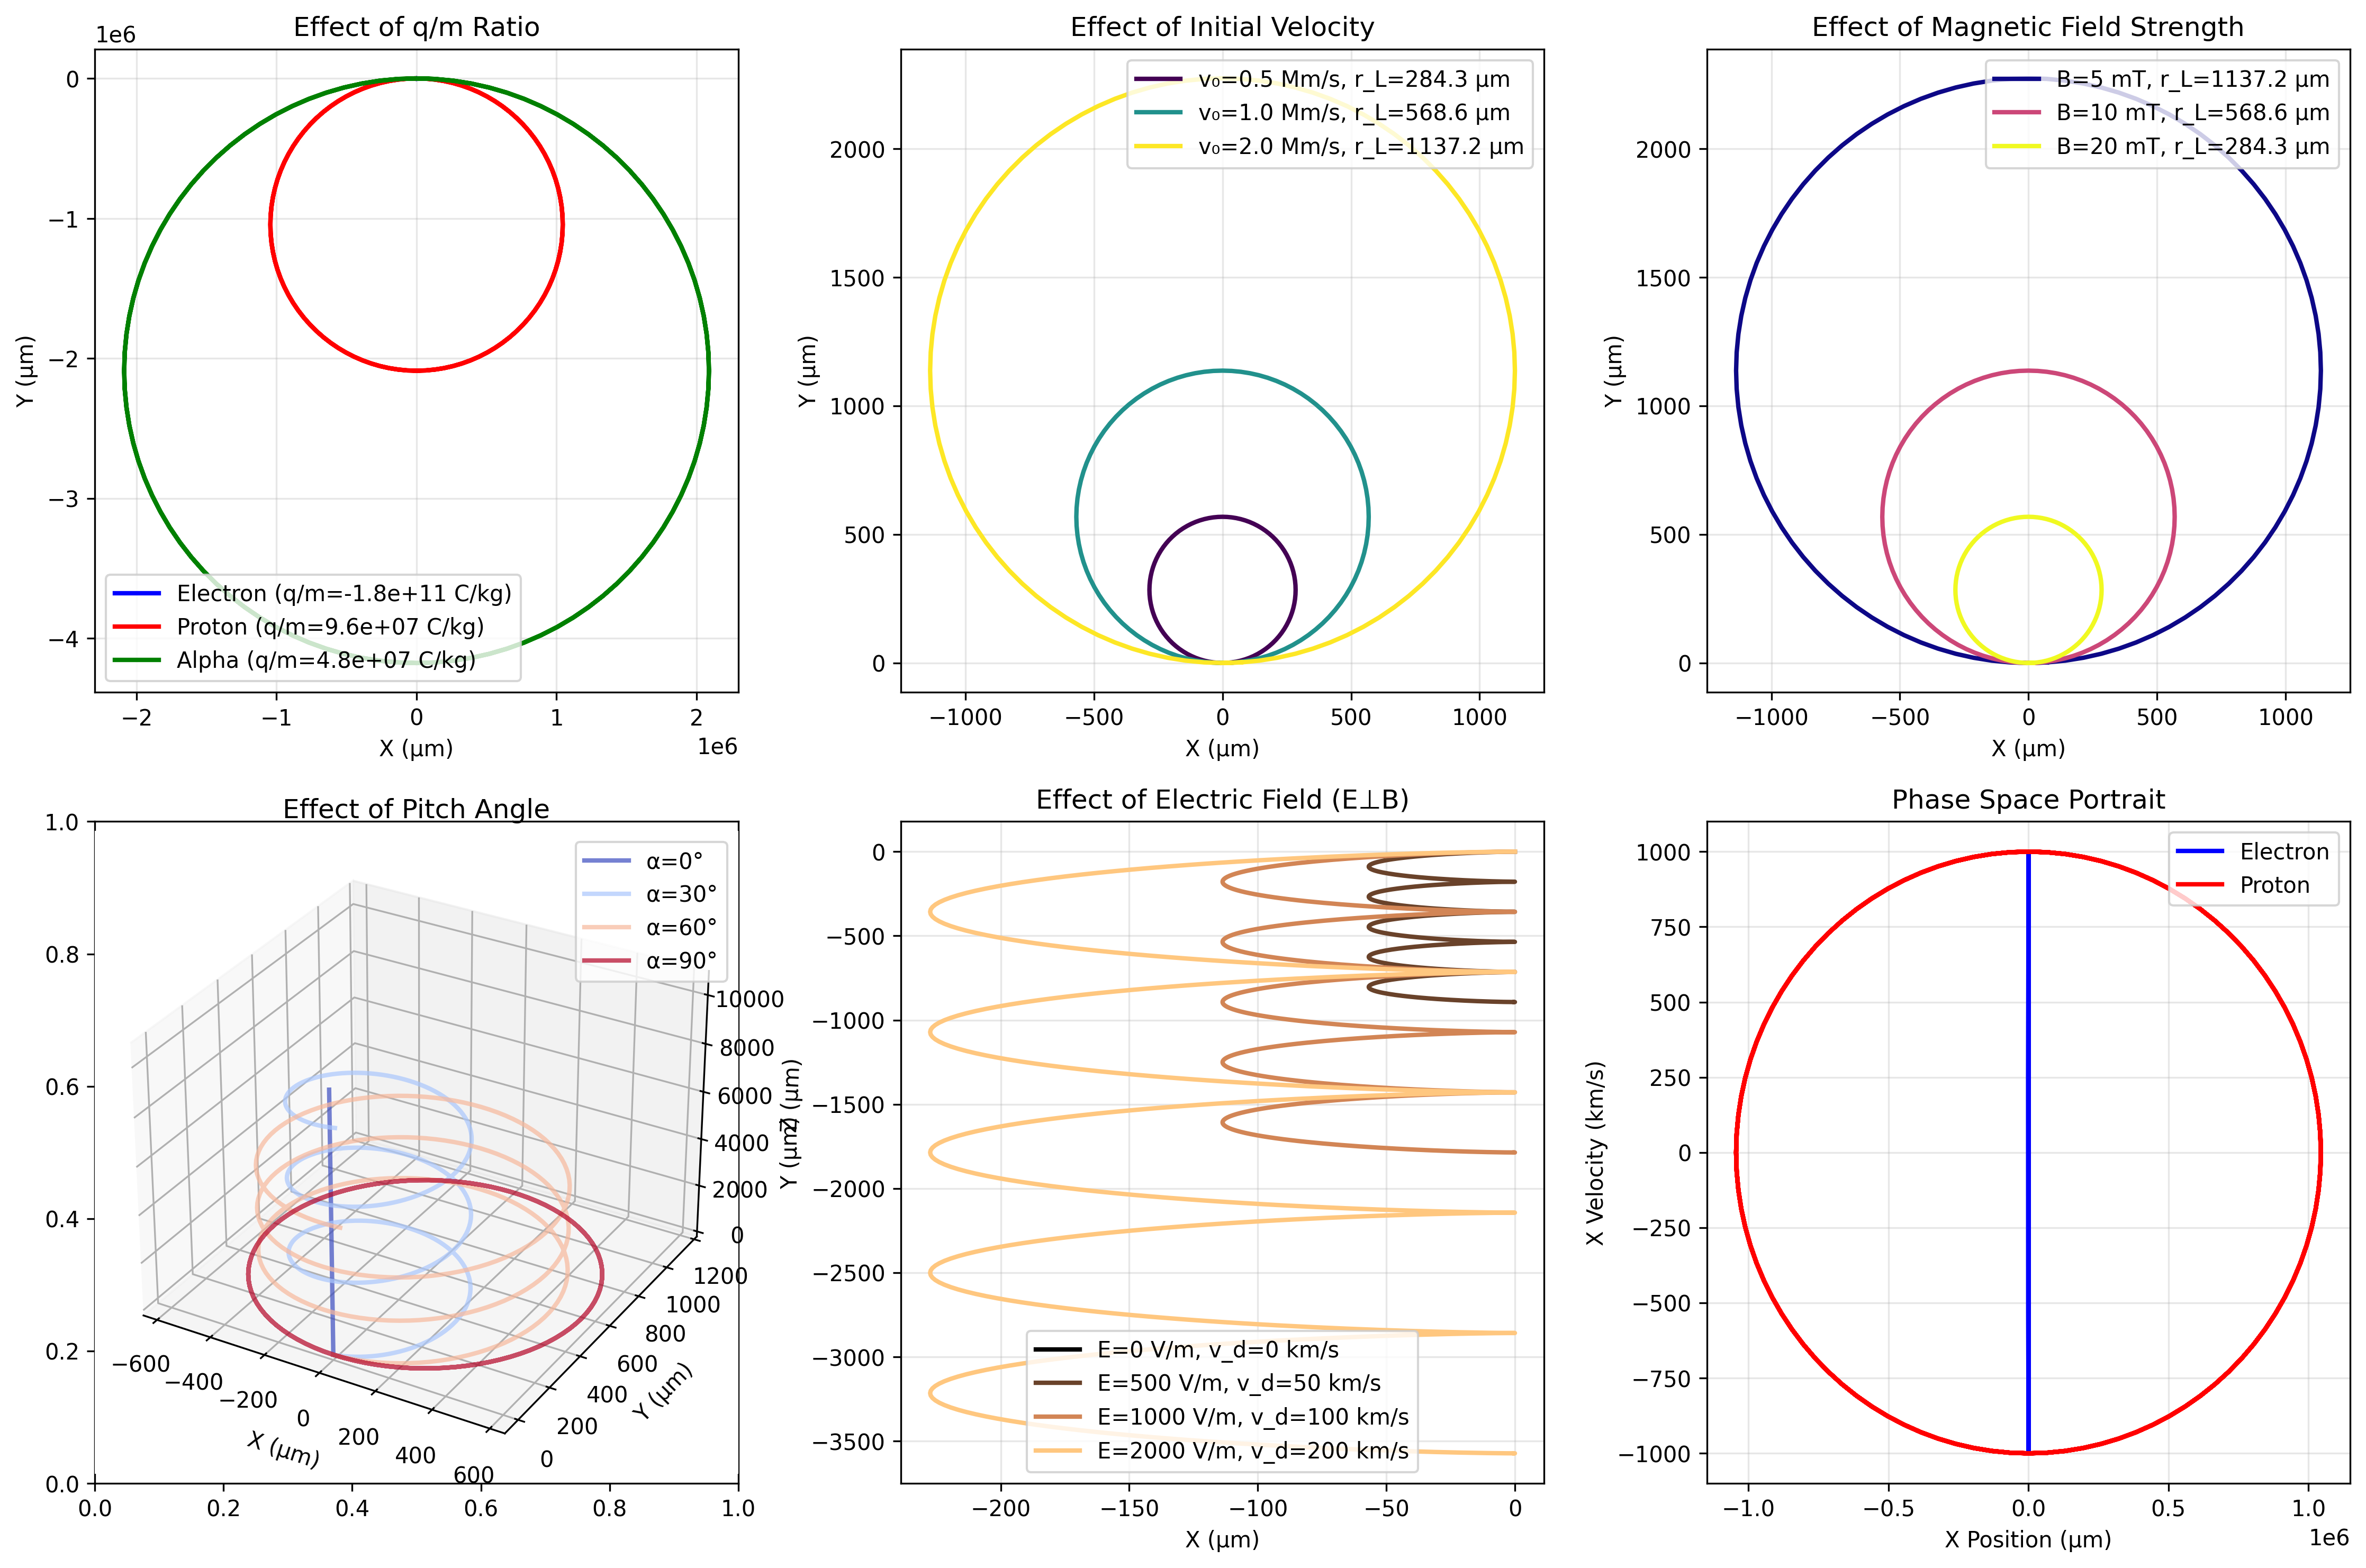 Effect of q/m Ratio
1e6
0
−1
−2
−3
−4
Y (μm)
Electron (q/m=-1.8e+11 C/kg)
Proton (q/m=9.6e+07 C/kg)
Alpha (q/m=4.8e+07 C/kg)
−2 −1 0 1 2
X (μm)
1e6
Effect of Initial Velocity
v₀=0.5 Mm/s, r_L=284.3 μm
v₀=1.0 Mm/s, r_L=568.6 μm
v₀=2.0 Mm/s, r_L=1137.2 μm
2000
1500
1000
500
0
Y (μm)
−1000 −500 0 500 1000
X (μm)
Effect of Magnetic Field Strength
B=5 mT, r_L=1137.2 μm
B=10 mT, r_L=568.6 μm
B=20 mT, r_L=284.3 μm
2000
1500
1000
500
0
Y (μm)
−1000 −500 0 500 1000
X (μm)
Effect of Pitch Angle
1.0
0.8
0.6
0.4
0.2
0.0
α=0°
α=30°
α=60°
α=90°
10000
8000
6000
4000
2000
0
Z (μm)
1200
1000
800
600
400
200
0
Y (μm)
−600
−400
−200
0
200
400
600
X (μm)
0.0 0.2 0.4 0.6 0.8 1.0
Effect of Electric Field (E⊥B)
0
−500
−1000
−1500
−2000
−2500
−3000
−3500
Y (μm)
E=0 V/m, v_d=0 km/s
E=500 V/m, v_d=50 km/s
E=1000 V/m, v_d=100 km/s
E=2000 V/m, v_d=200 km/s
−200 −150 −100 −50 0
X (μm)
Phase Space Portrait
Electron
Proton
1000
750
500
250
0
−250
−500
−750
−1000
X Velocity (km/s)
−1.0 −0.5 0.0 0.5 1.0
X Position (μm)
1e6